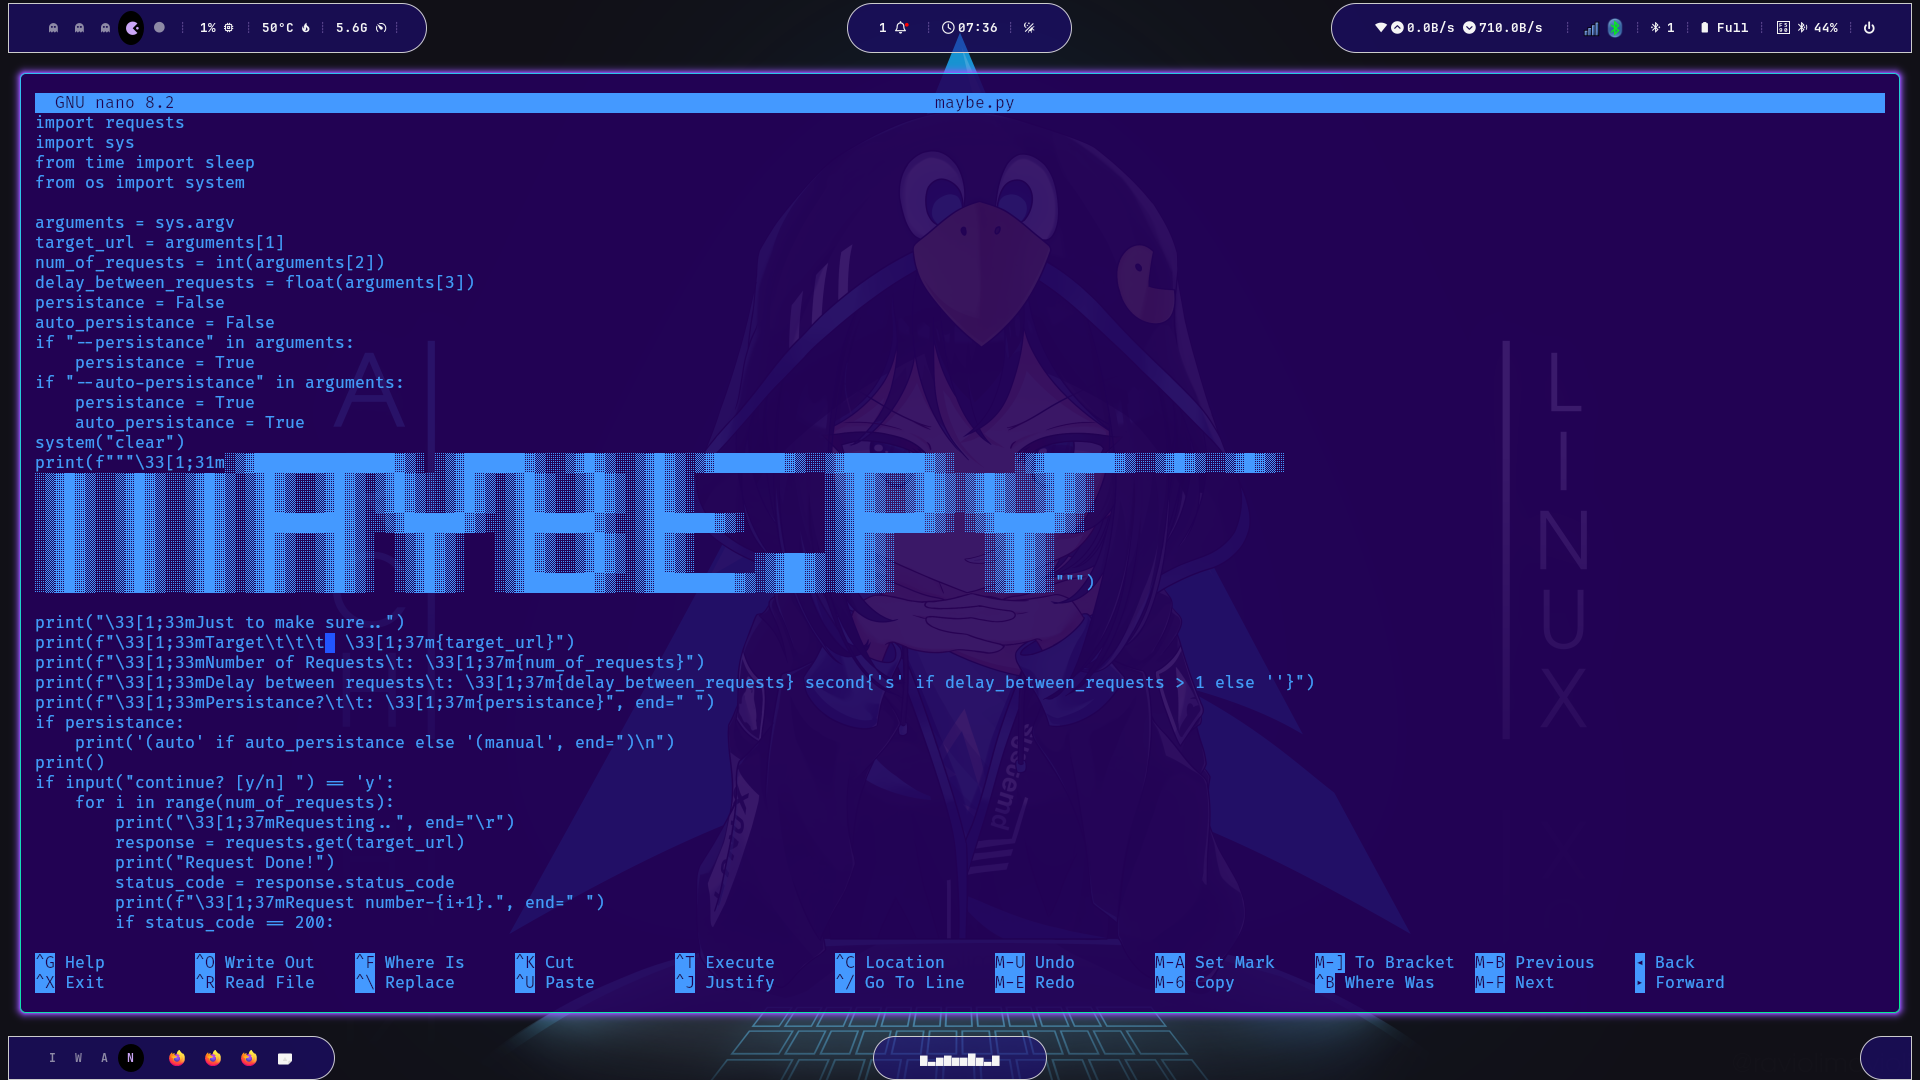 1% 50°C 5.6G
1 07:36
0.0B/s 710.0B/s 1 Full 44%
GNU nano 8.2 maybe.py
import requests
import sys
from time import sleep
from os import system
arguments = sys.argv
target_url = arguments[1]
num_of_requests = int(arguments[2])
delay_between_requests = float(arguments[3])
persistance = False
auto_persistance = False
if "--persistance" in arguments:
    persistance = True
if "--auto-persistance" in arguments:
    persistance = True
    auto_persistance = True
system("clear")
print(f"""\33[1;31m
""")
print("\33[1;33mJust to make sure..")
print(f"\33[1;33mTarget\t\t\t  \33[1;37m{target_url}")
print(f"\33[1;33mNumber of Requests\t: \33[1;37m{num_of_requests}")
print(f"\33[1;33mDelay between requests\t: \33[1;37m{delay_between_requests} second{'s' if delay_between_requests > 1 else ''}")
print(f"\33[1;33mPersistance?\t\t: \33[1;37m{persistance}", end=" ")
if persistance:
    print('(auto' if auto_persistance else '(manual', end=")\n")
print()
if input("continue? [y/n] ") == 'y':
    for i in range(num_of_requests):
        print("\33[1;37mRequesting..", end="\r")
        response = requests.get(target_url)
        print("Request Done!")
        status_code = response.status_code
        print(f"\33[1;37mRequest number-{i+1}.", end=" ")
        if status_code == 200:
^G Help ^O Write Out ^F Where Is ^K Cut ^T Execute ^C Location M-U Undo M-A Set Mark M-] To Bracket M-B Previous ◂ Back
^X Exit ^R Read File ^\ Replace ^U Paste ^J Justify ^/ Go To Line M-E Redo M-6 Copy ^B Where Was M-F Next ▸ Forward
I W A N
LINUX